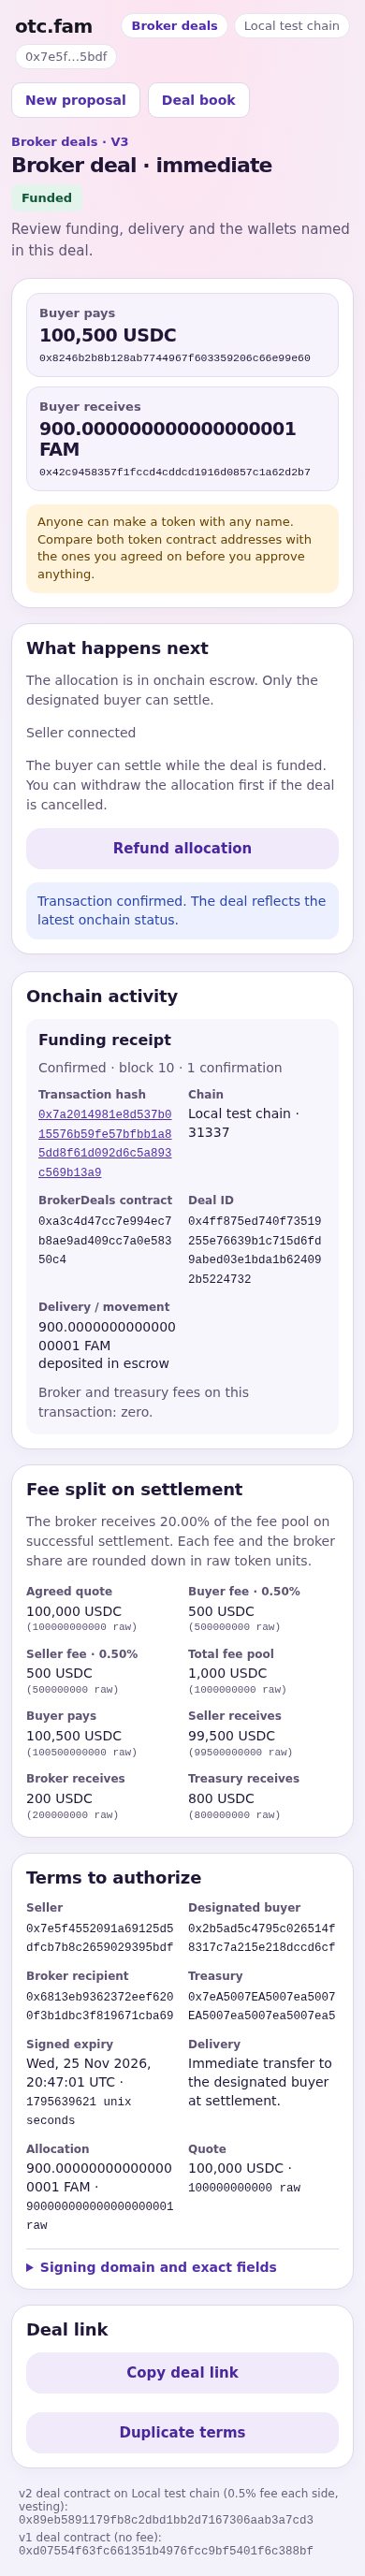 otc.fam
Broker deals
Local test chain
0x7e5f…5bdf
New proposal
Deal book
Broker deals · V3
Broker deal · immediate
Funded
Review funding, delivery and the wallets named
in this deal.
Buyer pays
100,500 USDC
0x8246b2b8b128ab7744967f603359206c66e99e60
Buyer receives
900.000000000000000001
FAM
0x42c9458357f1fccd4cddcd1916d0857c1a62d2b7
Anyone can make a token with any name.
Compare both token contract addresses with
the ones you agreed on before you approve
anything.
What happens next
The allocation is in onchain escrow. Only the
designated buyer can settle.
Seller connected
The buyer can settle while the deal is funded.
You can withdraw the allocation first if the deal
is cancelled.
Refund allocation
Transaction confirmed. The deal reflects the
latest onchain status.
Onchain activity
Funding receipt
Confirmed · block 10 · 1 confirmation
Transaction hash
0x7a2014981e8d537b0
15576b59fe57bfbb1a8
5dd8f61d092d6c5a893
c569b13a9
Chain
Local test chain ·
31337
BrokerDeals contract
0xa3c4d47cc7e994ec7
b8ae9ad409cc7a0e583
50c4
Deal ID
0x4ff875ed740f73519
255e76639b1c715d6fd
9abed03e1bda1b62409
2b5224732
Delivery / movement
900.0000000000000
00001 FAM
deposited in escrow
Broker and treasury fees on this
transaction: zero.
Fee split on settlement
The broker receives 20.00% of the fee pool on
successful settlement. Each fee and the broker
share are rounded down in raw token units.
Agreed quote
100,000 USDC
(100000000000 raw)
Buyer fee · 0.50%
500 USDC
(500000000 raw)
Seller fee · 0.50%
500 USDC
(500000000 raw)
Total fee pool
1,000 USDC
(1000000000 raw)
Buyer pays
100,500 USDC
(100500000000 raw)
Seller receives
99,500 USDC
(99500000000 raw)
Broker receives
200 USDC
(200000000 raw)
Treasury receives
800 USDC
(800000000 raw)
Terms to authorize
Seller
0x7e5f4552091a69125d5
dfcb7b8c2659029395bdf
Designated buyer
0x2b5ad5c4795c026514f
8317c7a215e218dccd6cf
Broker recipient
0x6813eb9362372eef620
0f3b1dbc3f819671cba69
Treasury
0x7eA5007EA5007ea5007
EA5007ea5007ea5007ea5
Signed expiry
Wed, 25 Nov 2026,
20:47:01 UTC ·
1795639621 unix
seconds
Delivery
Immediate transfer to
the designated buyer
at settlement.
Allocation
900.00000000000000
0001 FAM ·
900000000000000000001
raw
Quote
100,000 USDC ·
100000000000 raw
▶ Signing domain and exact fields
Deal link
Copy deal link
Duplicate terms
v2 deal contract on Local test chain (0.5% fee each side,
vesting):
0x89eb5891179fb8c2dbd1bb2d7167306aab3a7cd3
v1 deal contract (no fee):
0xd07554f63fc661351b4976fcc9bf5401f6c388bf